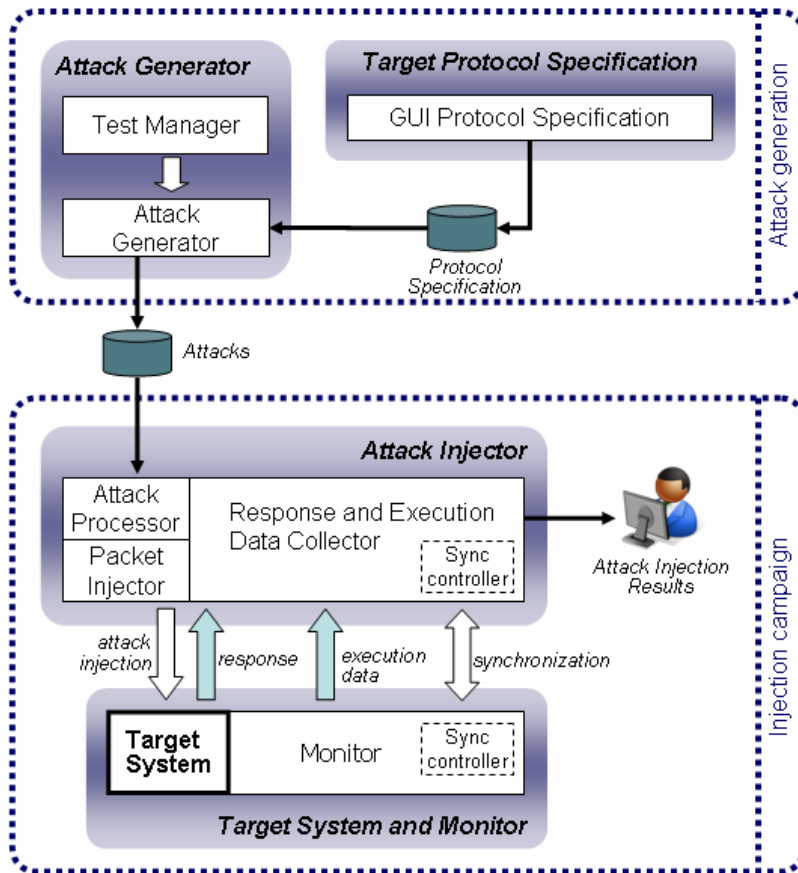 Attack Generator
Test Manager
Attack
Generator
Target Protocol Specification
GUI Protocol Specification
Protocol
Specification
Attack generation
Attacks
Attack Injector
Attack
Processor
Packet
Injector
Response and Execution
Data Collector
Sync
controller
Attack Injection
Results
attack
injection
response
execution
data
synchronization
Target
System
Monitor
Sync
controller
Target System and Monitor
Injection campaign